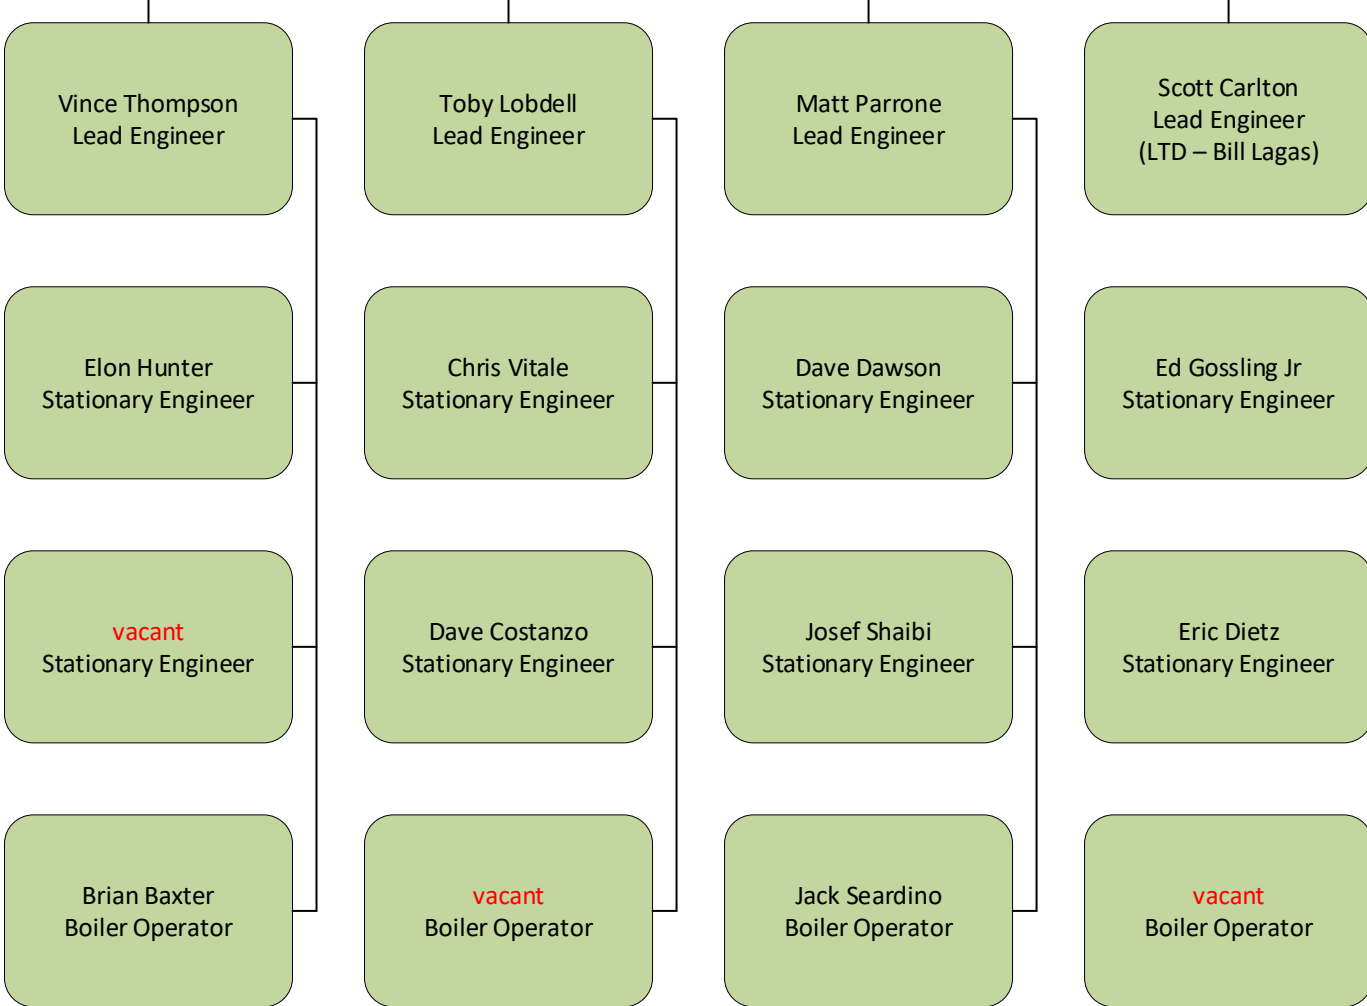 Vince Thompson
Lead Engineer
Toby Lobdell
Lead Engineer
Matt Parrone
Lead Engineer
Scott Carlton
Lead Engineer
(LTD – Bill Lagas)
Elon Hunter
Stationary Engineer
Chris Vitale
Stationary Engineer
Dave Dawson
Stationary Engineer
Ed Gossling Jr
Stationary Engineer
vacant
Stationary Engineer
Dave Costanzo
Stationary Engineer
Josef Shaibi
Stationary Engineer
Eric Dietz
Stationary Engineer
Brian Baxter
Boiler Operator
vacant
Boiler Operator
Jack Seardino
Boiler Operator
vacant
Boiler Operator